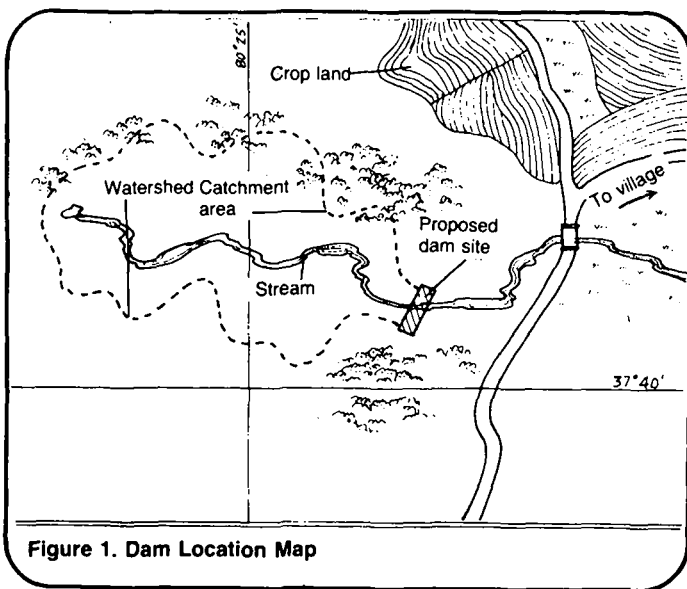 80°25'
Crop land
Watershed Catchment
area
To village
Proposed
dam site
Stream
37°40'
Figure 1. Dam Location Map